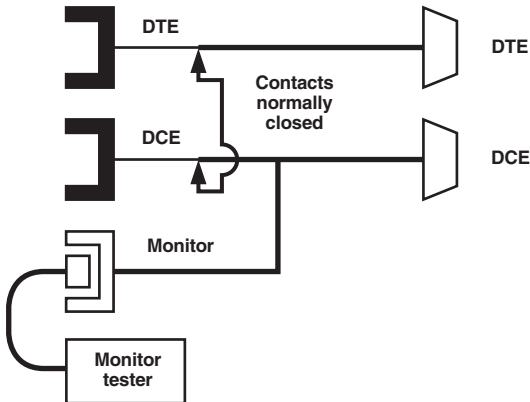 DTE
DTE
Contacts
normally
closed
DCE
DCE
Monitor
Monitor
tester